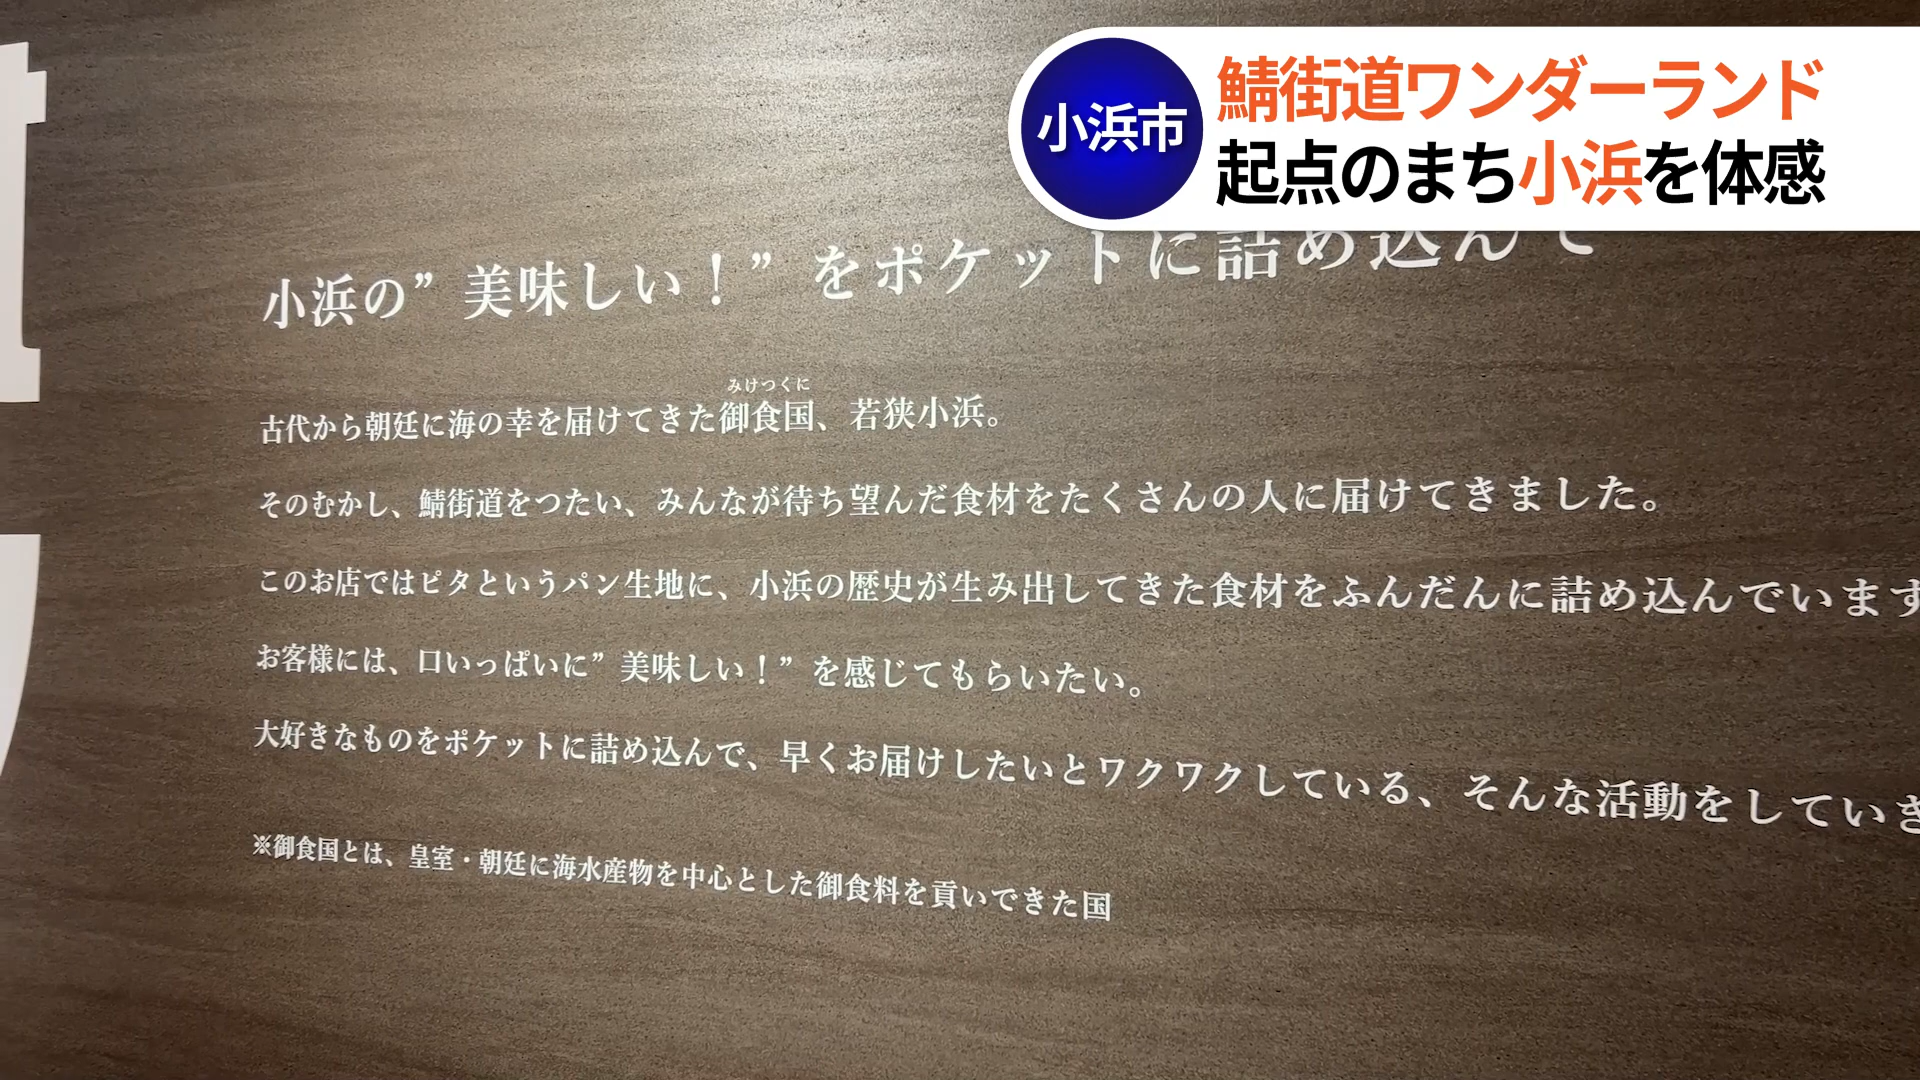 小浜市
鯖街道ワンダーランド
起点のまち小浜を体感
小浜の”美味しい！”をポケットに詰め込んで
みけつくに
古代から朝廷に海の幸を届けてきた御食国、若狭小浜。
そのむかし、鯖街道をつたい、みんなが待ち望んだ食材をたくさんの人に届けてきました。
このお店ではピタというパン生地に、小浜の歴史が生み出してきた食材をふんだんに詰め込んでいます
お客様には、口いっぱいに”美味しい！”を感じてもらいたい。
大好きなものをポケットに詰め込んで、早くお届けしたいとワクワクしている、そんな活動をしていき
※御食国とは、皇室・朝廷に海水産物を中心とした御食料を貢いできた国